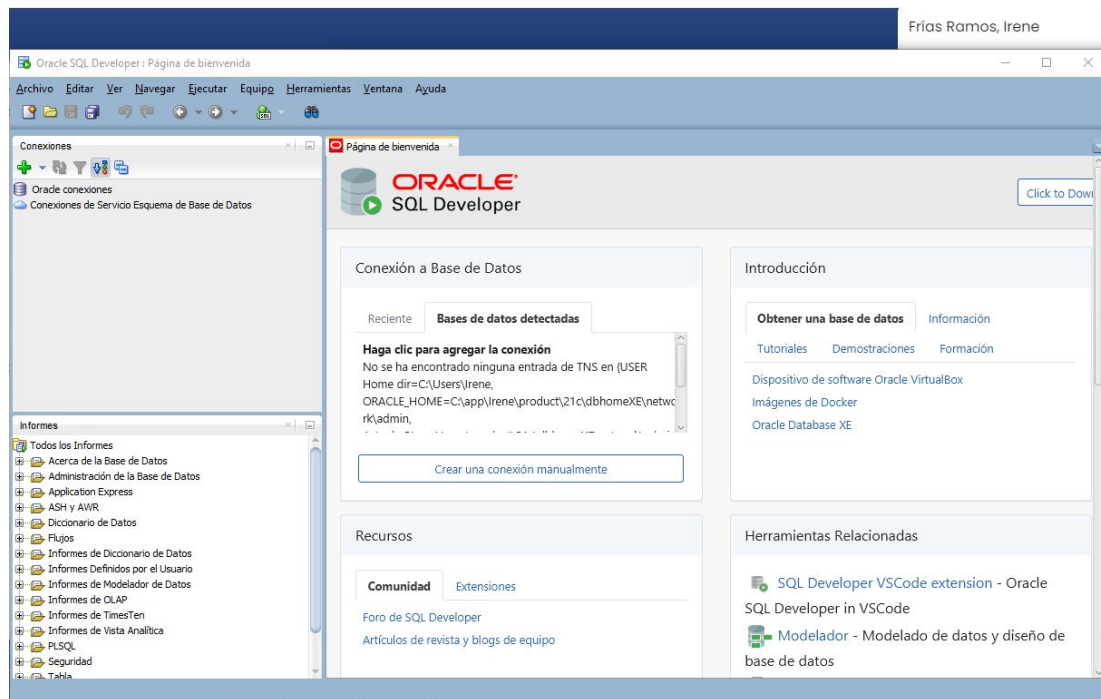 Frías Ramos, Irene
Oracle SQL Developer : Página de bienvenida
Archivo Editar Ver Navegar Ejecutar Equipo Herramientas Ventana Ayuda
Conexiones
Oracle conexiones
Conexiones de Servicio Esquema de Base de Datos
Informes
Todos los Informes
Acerca de la Base de Datos
Administración de la Base de Datos
Application Express
ASH y AWR
Diccionario de Datos
Flujos
Informes de Diccionario de Datos
Informes Definidos por el Usuario
Informes de Modelador de Datos
Informes de OLAP
Informes de TimesTen
Informes de Vista Analítica
PLSQL
Seguridad
Tabla
Página de bienvenida
ORACLE
SQL Developer
Click to Dow
Conexión a Base de Datos
Reciente Bases de datos detectadas
Haga clic para agregar la conexión
No se ha encontrado ninguna entrada de TNS en {USER
Home dir=C:\Users\Irene,
ORACLE_HOME=C:\app\Irene\product\21c\dbhomeXE\netwo
rk\admin,
Crear una conexión manualmente
Introducción
Obtener una base de datos Información
Tutoriales Demostraciones Formación
Dispositivo de software Oracle VirtualBox
Imágenes de Docker
Oracle Database XE
Recursos
Comunidad Extensiones
Foro de SQL Developer
Artículos de revista y blogs de equipo
Herramientas Relacionadas
SQL Developer VSCode extension - Oracle
SQL Developer in VSCode
Modelador - Modelado de datos y diseño de
base de datos